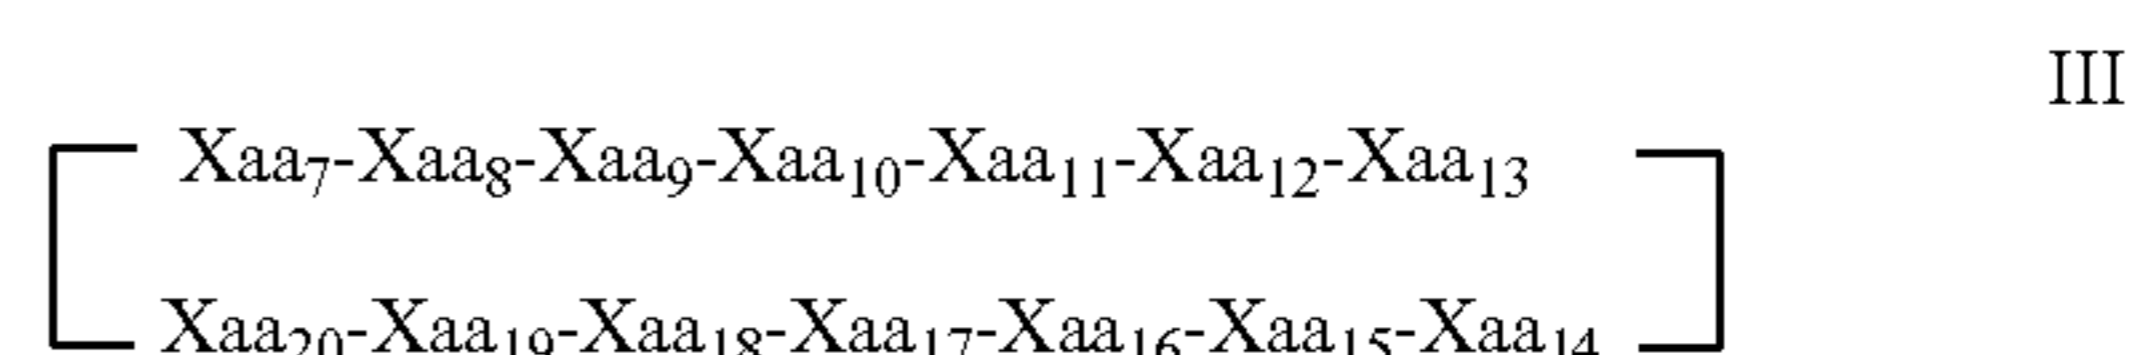 III
Xaa₇-Xaa₈-Xaa₉-Xaa₁₀-Xaa₁₁-Xaa₁₂-Xaa₁₃
Xaa₂₀-Xaa₁₉-Xaa₁₈-Xaa₁₇-Xaa₁₆-Xaa₁₅-Xaa₁₄